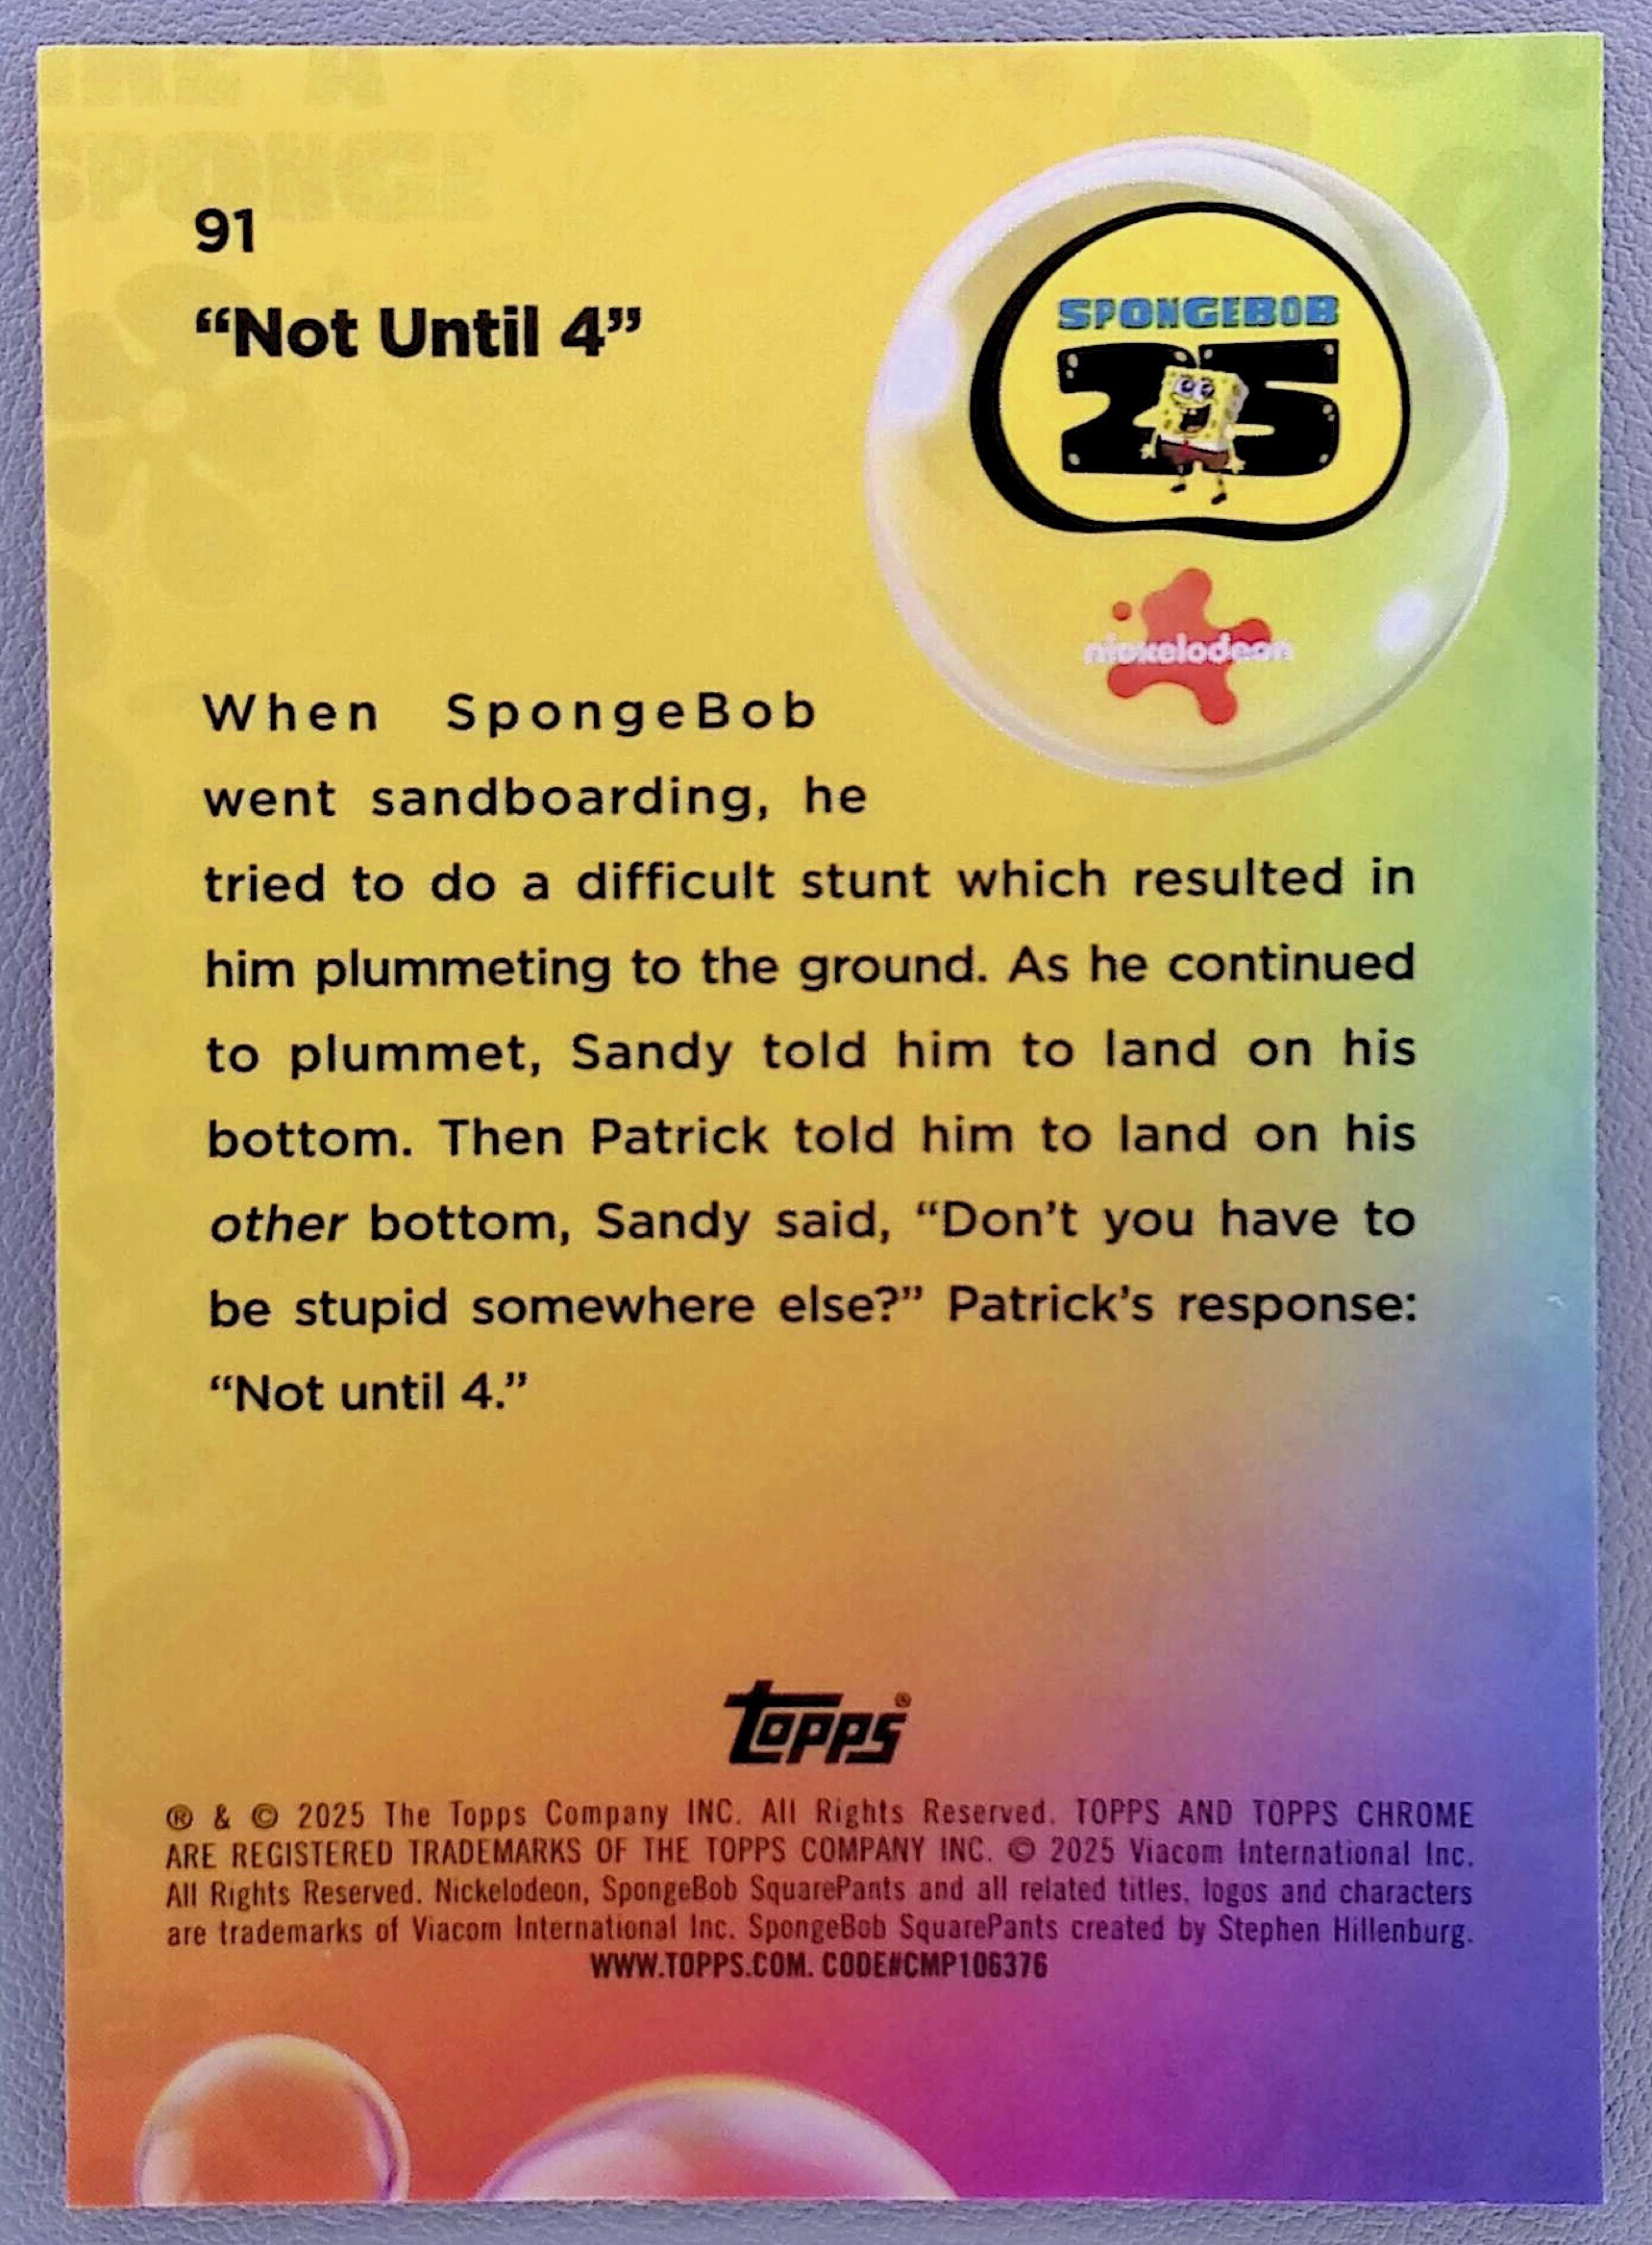 91
“Not Until 4”
SPONGEBOB
25
nickelodeon
When SpongeBob
went sandboarding, he
tried to do a difficult stunt which resulted in
him plummeting to the ground. As he continued
to plummet, Sandy told him to land on his
bottom. Then Patrick told him to land on his
other bottom, Sandy said, “Don’t you have to
be stupid somewhere else?” Patrick’s response:
“Not until 4.”
Topps®
® & © 2025 The Topps Company INC. All Rights Reserved. TOPPS AND TOPPS CHROME
ARE REGISTERED TRADEMARKS OF THE TOPPS COMPANY INC. © 2025 Viacom International Inc.
All Rights Reserved. Nickelodeon, SpongeBob SquarePants and all related titles, logos and characters
are trademarks of Viacom International Inc. SpongeBob SquarePants created by Stephen Hillenburg.
WWW.TOPPS.COM. CODE#CMP106376